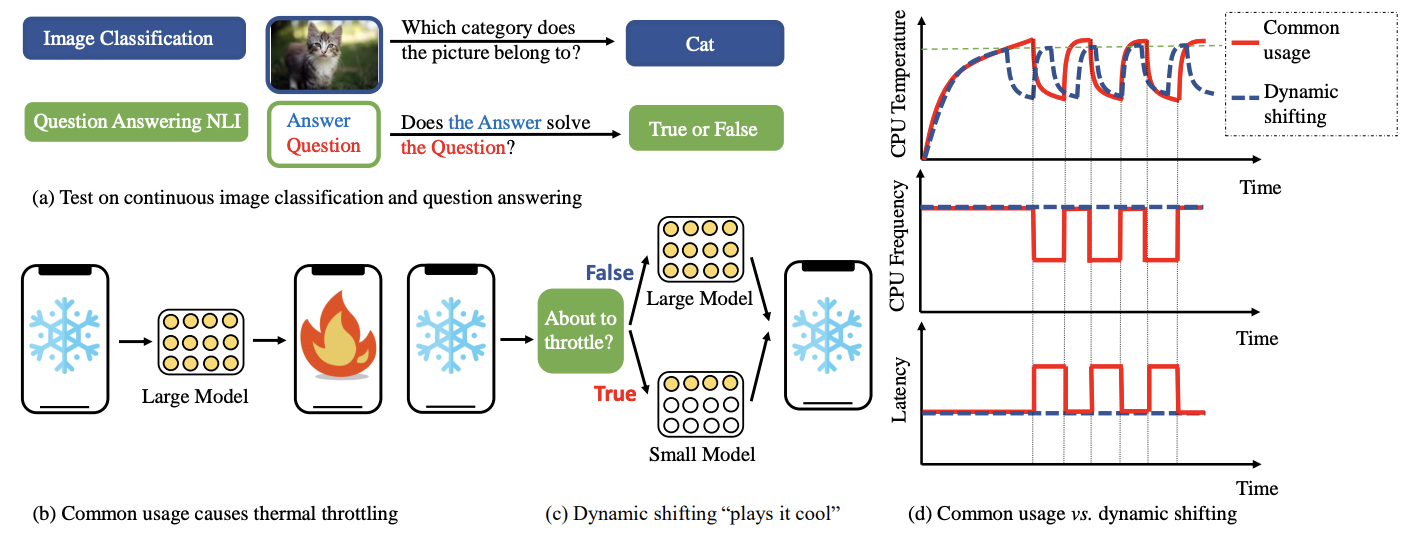 Image Classification
Which category does
the picture belong to?
Cat
Question Answering NLI
Answer
Question
Does the Answer solve
the Question?
True or False
(a) Test on continuous image classification and question answering
Large Model
(b) Common usage causes thermal throttling
About to
throttle?
False
Large Model
True
Small Model
(c) Dynamic shifting “plays it cool”
CPU Temperature
Time
Common
usage
Dynamic
shifting
CPU Frequency
Time
Latency
Time
(d) Common usage vs. dynamic shifting